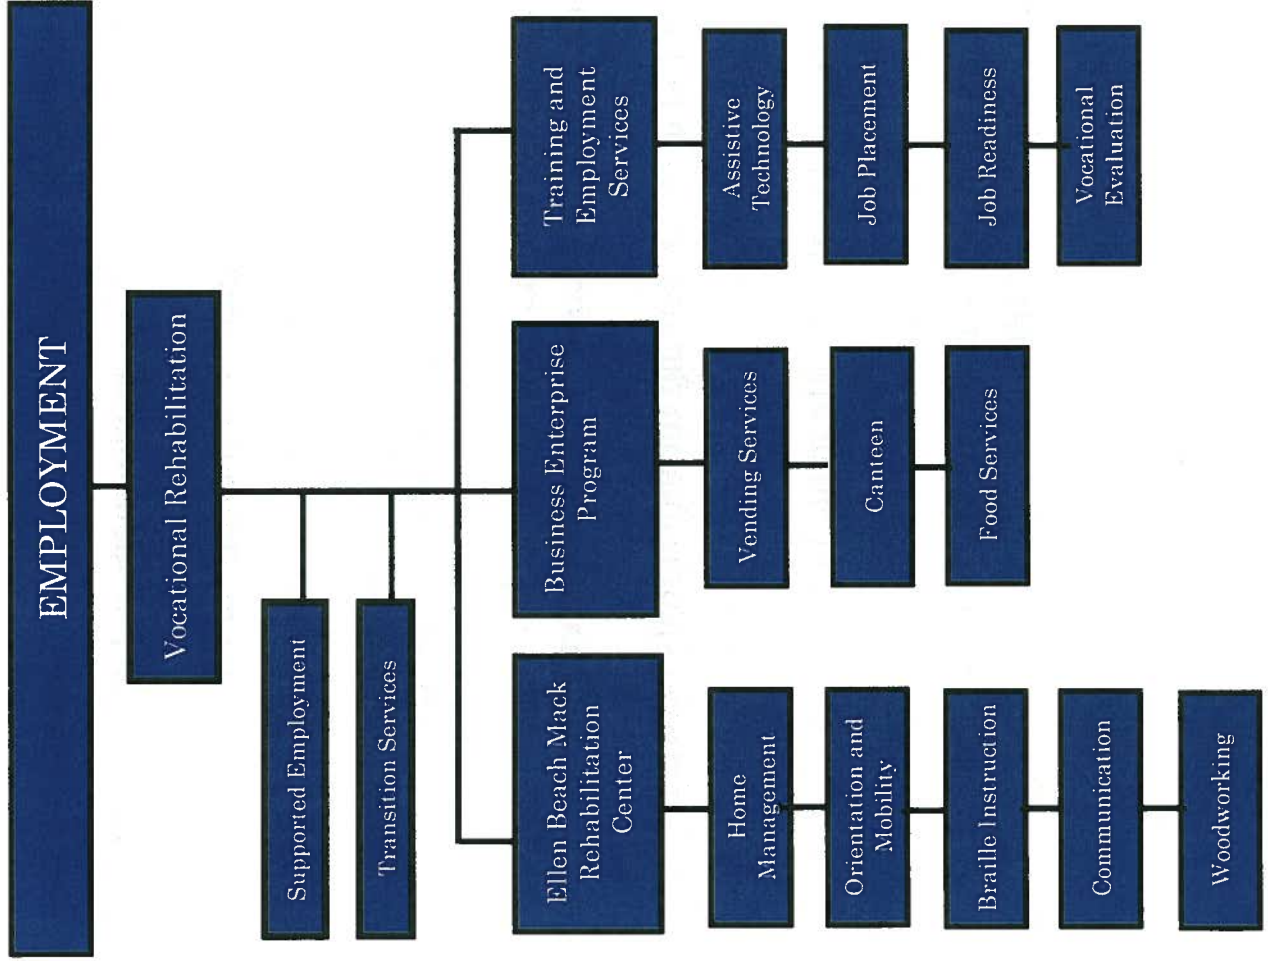 EMPLOYMENT
Vocational Rehabilitation
Supported Employment
Transition Services
Ellen Beach Mack
Rehabilitation
Center
Home
Management
Orientation and
Mobility
Braille Instruction
Communication
Woodworking
Business Enterprise
Program
Vending Services
Canteen
Food Services
Training and
Employment
Services
Assistive
Technology
Job Placement
Job Readiness
Vocational
Evaluation